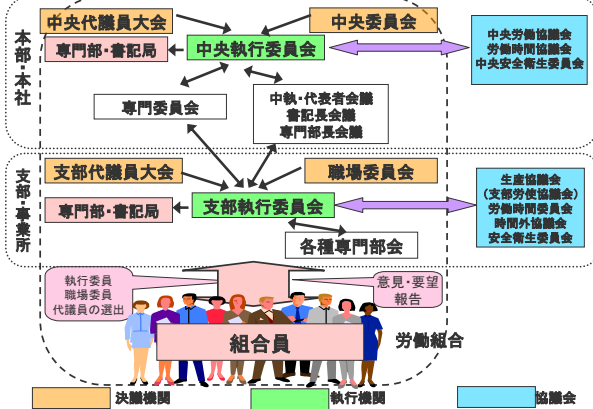 本部・本社
中央代議員大会
中央委員会
専門部・書記局
中央執行委員会
中央労働協議会
労働時間協議会
中央安全衛生委員会
専門委員会
中執・代表者会議
書記長会議
専門部長会議
支部・事業所
支部代議員大会
職場委員会
専門部・書記局
支部執行委員会
生産協議会
（支部労使協議会）
労働時間委員会
時間外協議会
安全衛生委員会
各種専門部会
執行委員
職場委員
代議員の選出
意見・要望
報告
組合員
労働組合
決議機関
執行機関
協議会